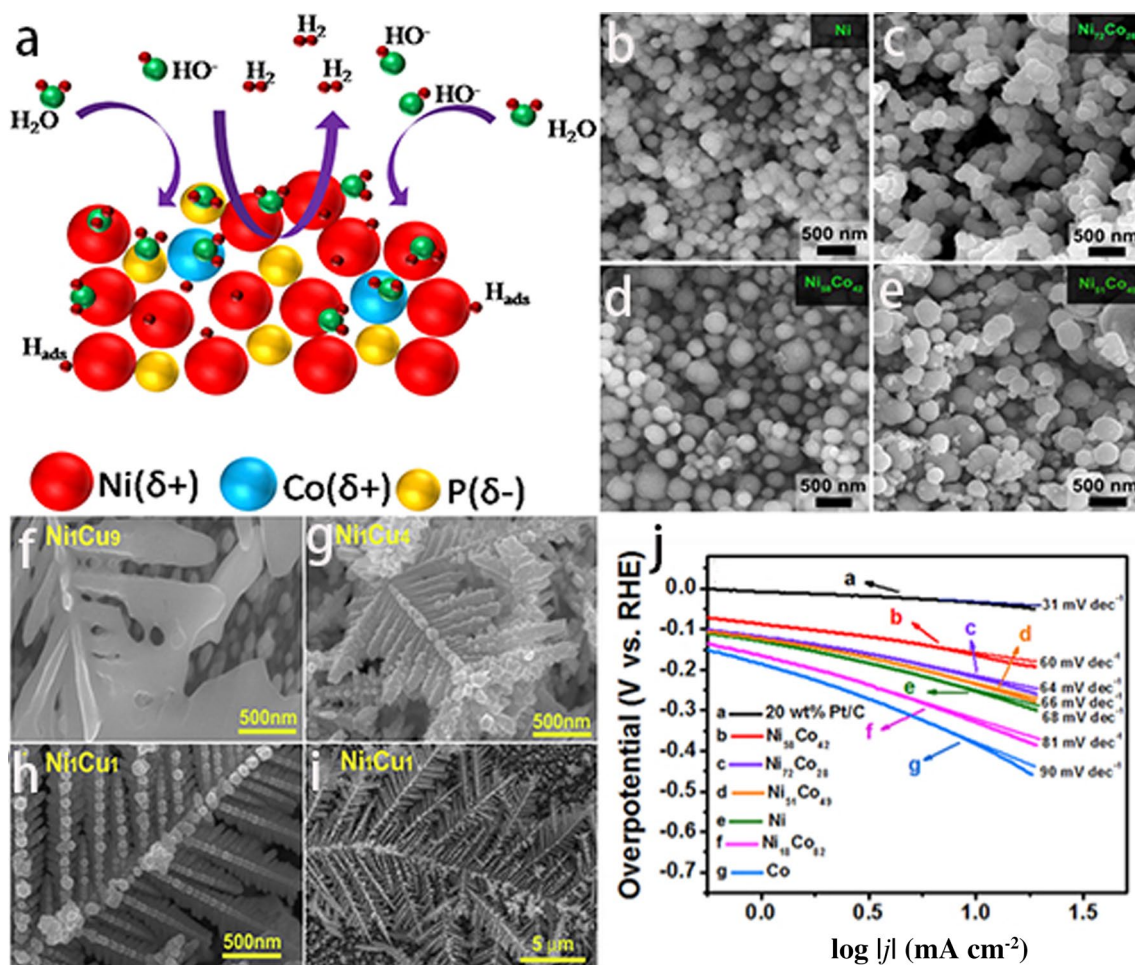 a
H₂
HO⁻
H₂
H₂
HO⁻
H₂O
H₂O
H_ads
H_ads
Ni(δ+) Co(δ+) P(δ-)
b
Ni
500 nm
c
Ni₇₂Co₂₈
500 nm
d
Ni₅₈Co₄₂
500 nm
e
Ni₅₁Co₄₉
500 nm
f
Ni₁Cu₉
500nm
g
Ni₁Cu₄
500nm
h
Ni₁Cu₁
500nm
i
Ni₁Cu₁
5 μm
j
Overpotential (V vs. RHE)
0.0
-0.1
-0.2
-0.3
-0.4
-0.5
-0.6
-0.7
a
b
c
d
e
f
g
31 mV dec⁻¹
60 mV dec⁻¹
64 mV dec⁻¹
66 mV dec⁻¹
68 mV dec⁻¹
81 mV dec⁻¹
90 mV dec⁻¹
a 20 wt% Pt/C
b Ni₅₈Co₄₂
c Ni₇₂Co₂₈
d Ni₅₁Co₄₉
e Ni
f Ni₁₈Co₈₂
g Co
0.0 0.5 1.0 1.5
log |j| (mA cm⁻²)